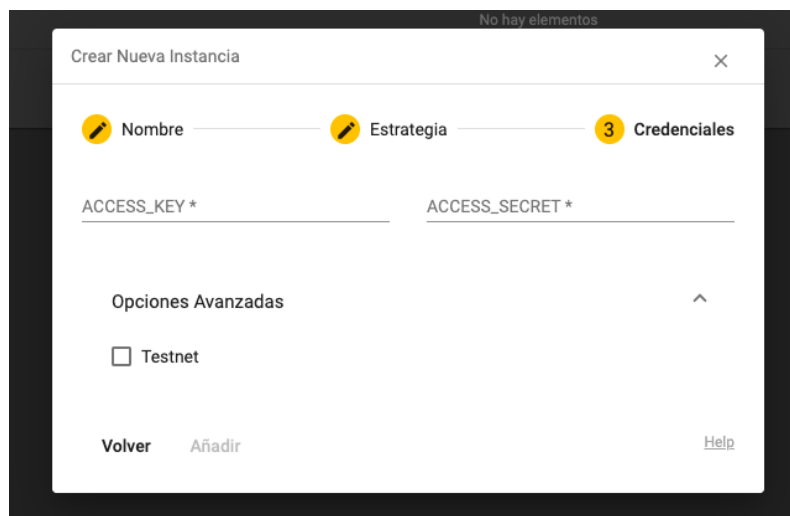 No hay elementos
Crear Nueva Instancia
Nombre
Estrategia
3 Credenciales
ACCESS_KEY *
ACCESS_SECRET *
Opciones Avanzadas
Testnet
Volver
Añadir
Help